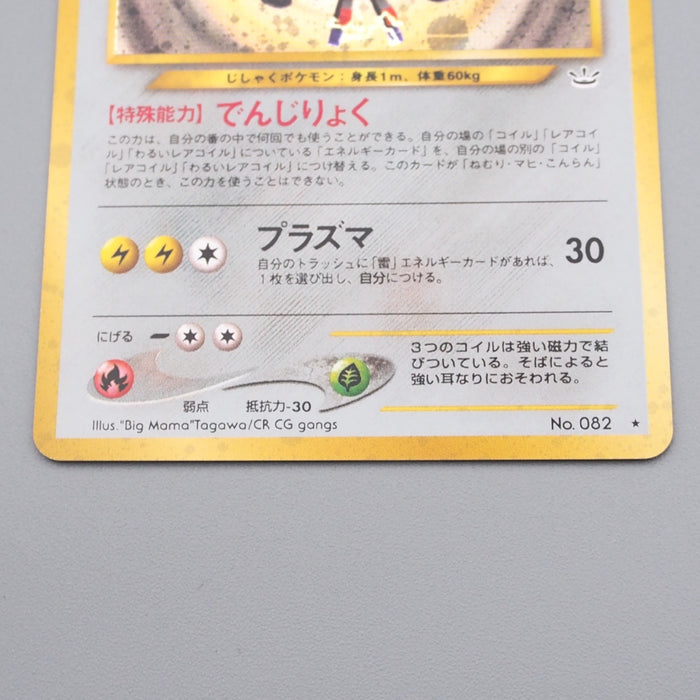 じしゃくポケモン：身長1m、体重60kg
【特殊能力】でんじりょく
この力は、自分の番の中で何回でも使うことができる。自分の場の「コイル」「レアコイ
ル」「わるいレアコイル」についている「エネルギーカード」を、自分の場の別の「コイル」
「レアコイル」「わるいレアコイル」につけ替える。このカードが「ねむり・マヒ・こんらん」
状態のとき、この力を使うことはできない。
プラズマ 30
自分のトラッシュに「雷」エネルギーカードがあれば、
1枚を選び出し、自分につける。
にげる
3つのコイルは強い磁力で結
びついている。そばによると
強い耳なりにおそわれる。
弱点 抵抗力-30
Illus."Big Mama"Tagawa/CR CG gangs
No. 082 ★